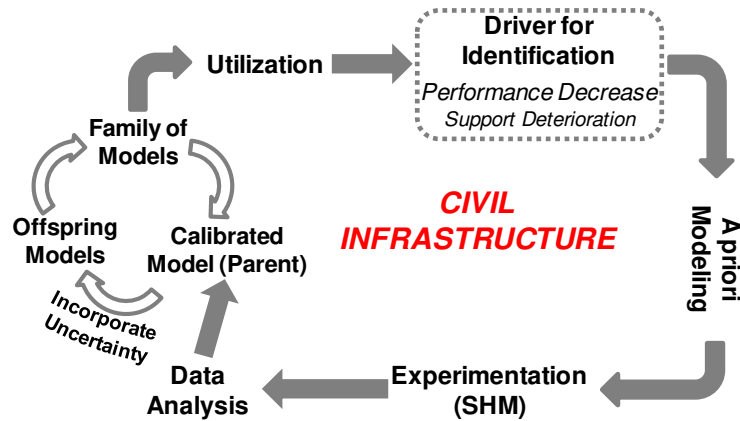 Driver for
Identification
Performance Decrease
Support Deterioration
Utilization
Family of
Models
Offspring
Models
Calibrated
Model (Parent)
CIVIL
INFRASTRUCTURE
A priori
Modeling
Incorporate
Uncertainty
Data
Analysis
Experimentation
(SHM)